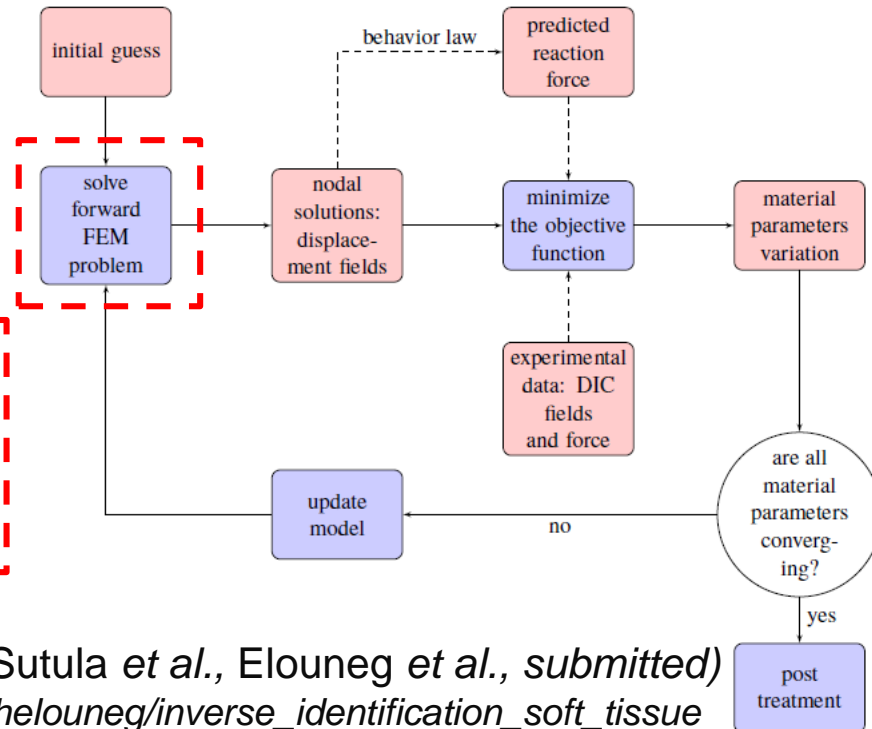 initial guess
behavior law
predicted
reaction
force
solve
forward
FEM
problem
nodal
solutions:
displace-
ment fields
minimize
the objective
function
material
parameters
variation
experimental
data: DIC
fields
and force
update
model
no
are all
material
parameters
converg-
ing?
yes
post
treatment
Sutula et al., Elouneg et al., submitted)
helouneg/inverse_identification_soft_tissue